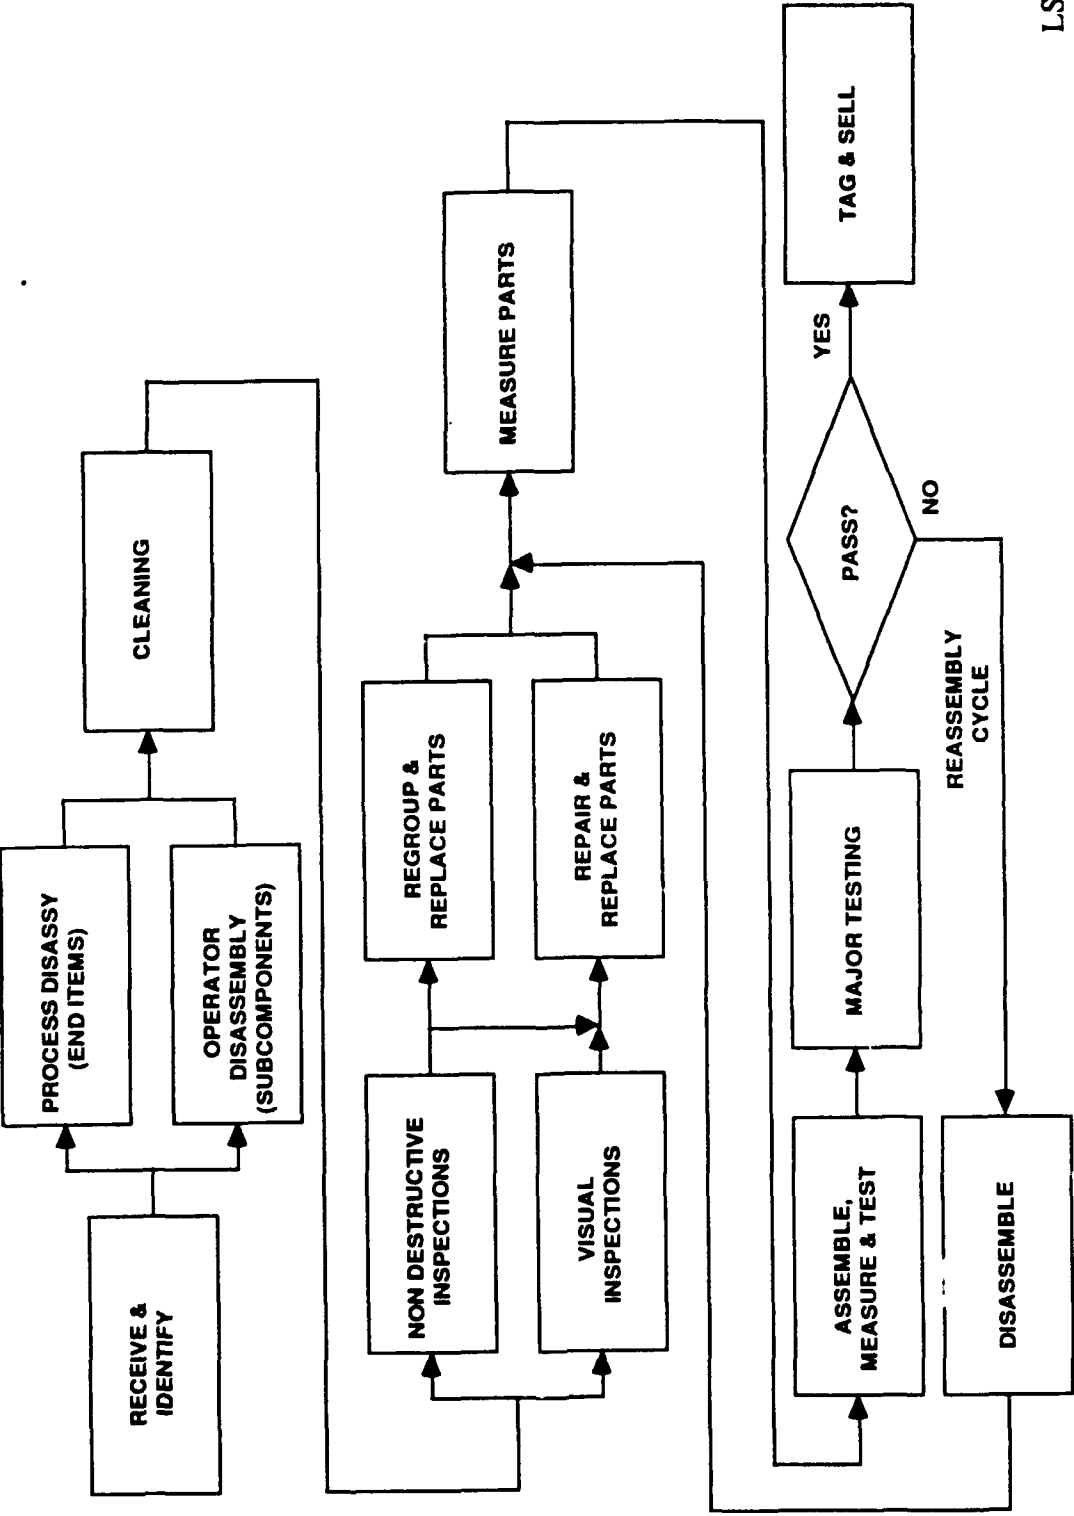 RECEIVE &
IDENTIFY
PROCESS DISASSY
(END ITEMS)
OPERATOR
DISASSEMBLY
(SUBCOMPONENTS)
CLEANING
NON DESTRUCTIVE
INSPECTIONS
VISUAL
INSPECTIONS
REGROUP &
REPLACE PARTS
REPAIR &
REPLACE PARTS
MEASURE PARTS
ASSEMBLE,
MEASURE & TEST
MAJOR TESTING
PASS?
YES
TAG & SELL
NO
REASSEMBLY
CYCLE
DISASSEMBLE
LS